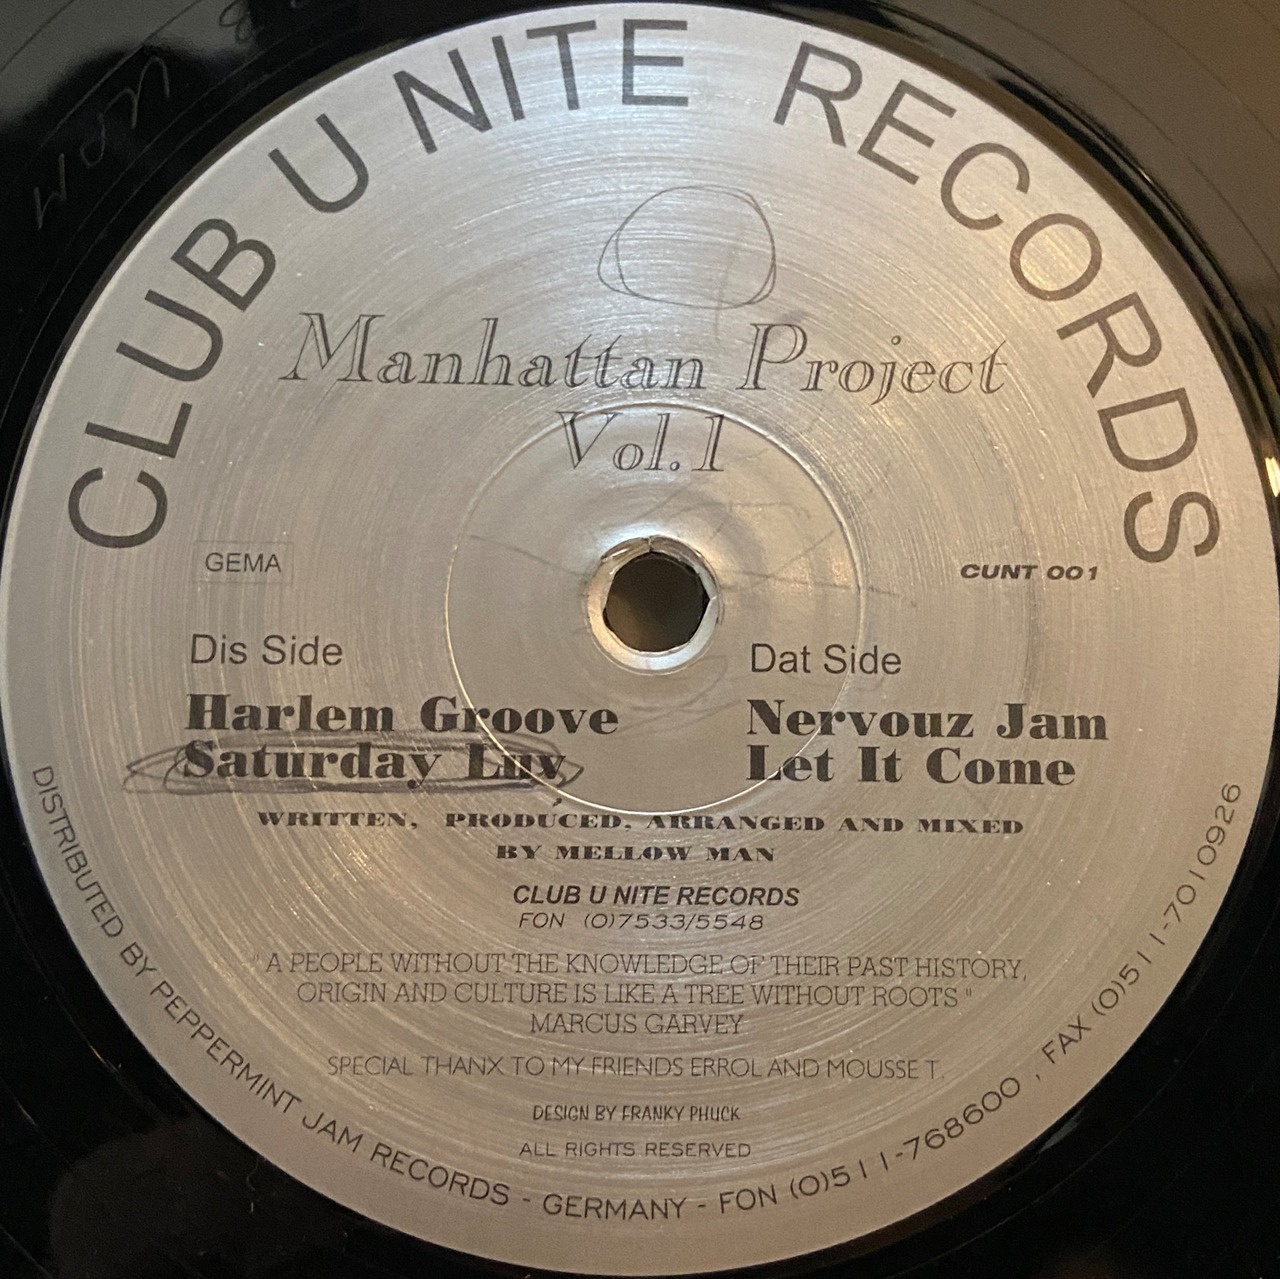 CLUB U NITE RECORDS
Manhattan Project
Vol.1
GEMA
CUNT 001
Dis Side
Harlem Groove
Saturday Luv
Dat Side
Nervouz Jam
Let It Come
WRITTEN, PRODUCED, ARRANGED AND MIXED
BY MELLOW MAN
CLUB U NITE RECORDS
FON (0)7533/5548
" A PEOPLE WITHOUT THE KNOWLEDGE OF THEIR PAST HISTORY,
ORIGIN AND CULTURE IS LIKE A TREE WITHOUT ROOTS "
MARCUS GARVEY
SPECIAL THANX TO MY FRIENDS ERROL AND MOUSSE T.
DESIGN BY FRANKY PHUCK
ALL RIGHTS RESERVED
DISTRIBUTED BY PEPPERMINT JAM RECORDS - GERMANY - FON (0)511-768600 , FAX (0)511-7010926